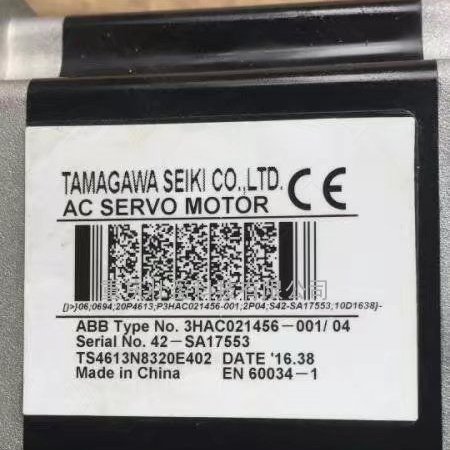 TAMAGAWA SEIKI CO.,LTD. CE
AC SERVO MOTOR
[)>}06;0694;20P4613;P3HAC021456-001;2P04;S42-SA17553;10D1638}-
ABB Type No. 3HAC021456-001/ 04
Serial No. 42-SA17553
TS4613N8320E402 DATE '16.38
Made in China EN 60034-1